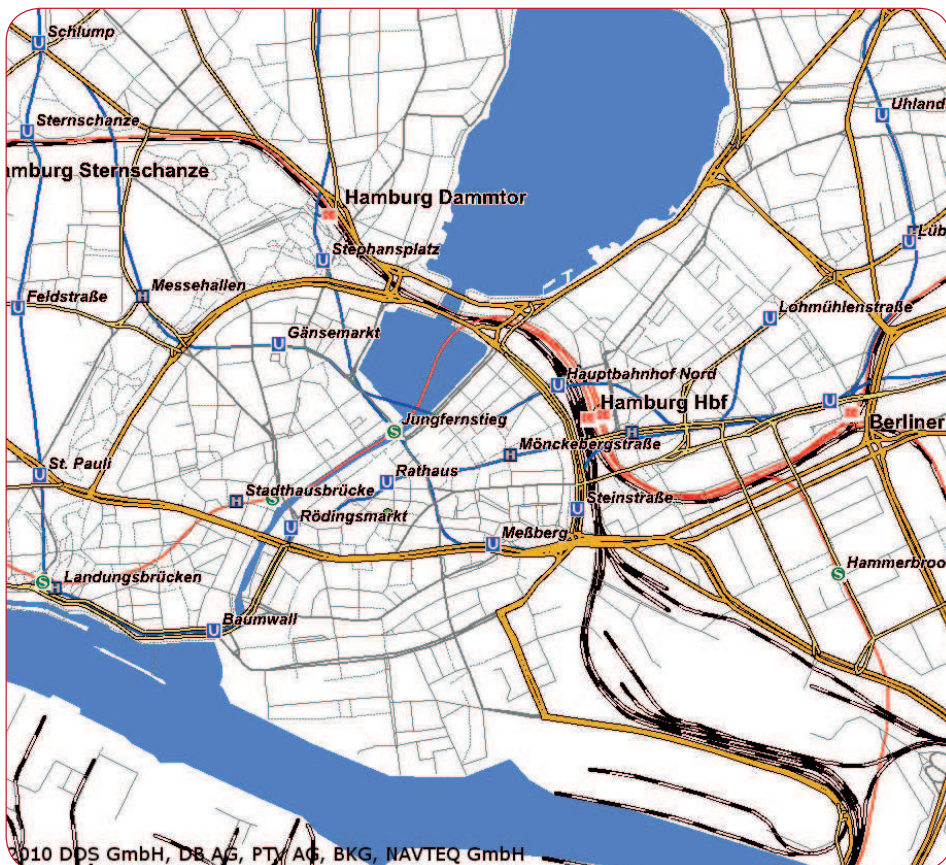 Schlump
Sternschanze
Uhland
amburg Sternschanze
Hamburg Dammtor
Stephansplatz
Lüb
Messehallen
Feldstraße
Lohmühlenstraße
Gänsemarkt
Hauptbahnhof Nord
Hamburg Hbf
Jungfernstieg
Berliner
Mönckebergstraße
St. Pauli
Rathaus
Stadthausbrücke
Steinstraße
Rödingsmarkt
Meßberg
Hammerbroo
Landungsbrücken
Baumwall
2010 DDS GmbH, DB AG, PTV AG, BKG, NAVTEQ GmbH